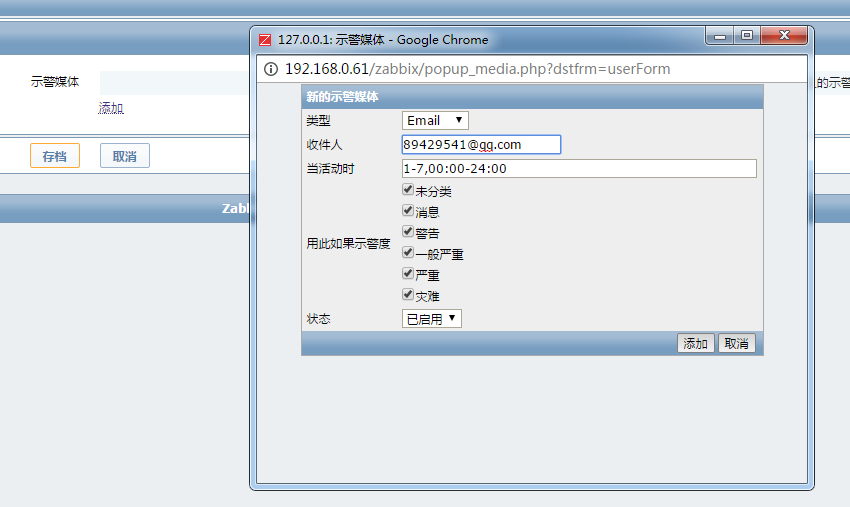 127.0.0.1: 示警媒体 - Google Chrome
192.168.0.61/zabbix/popup_media.php?dstfrm=userForm
示警媒体
添加
存档
取消
新的示警媒体
类型 Email
收件人 89429541@qq.com
当活动时 1-7,00:00-24:00
用此如果示警度
未分类
消息
警告
一般严重
严重
灾难
状态 已启用
添加 取消
的示警